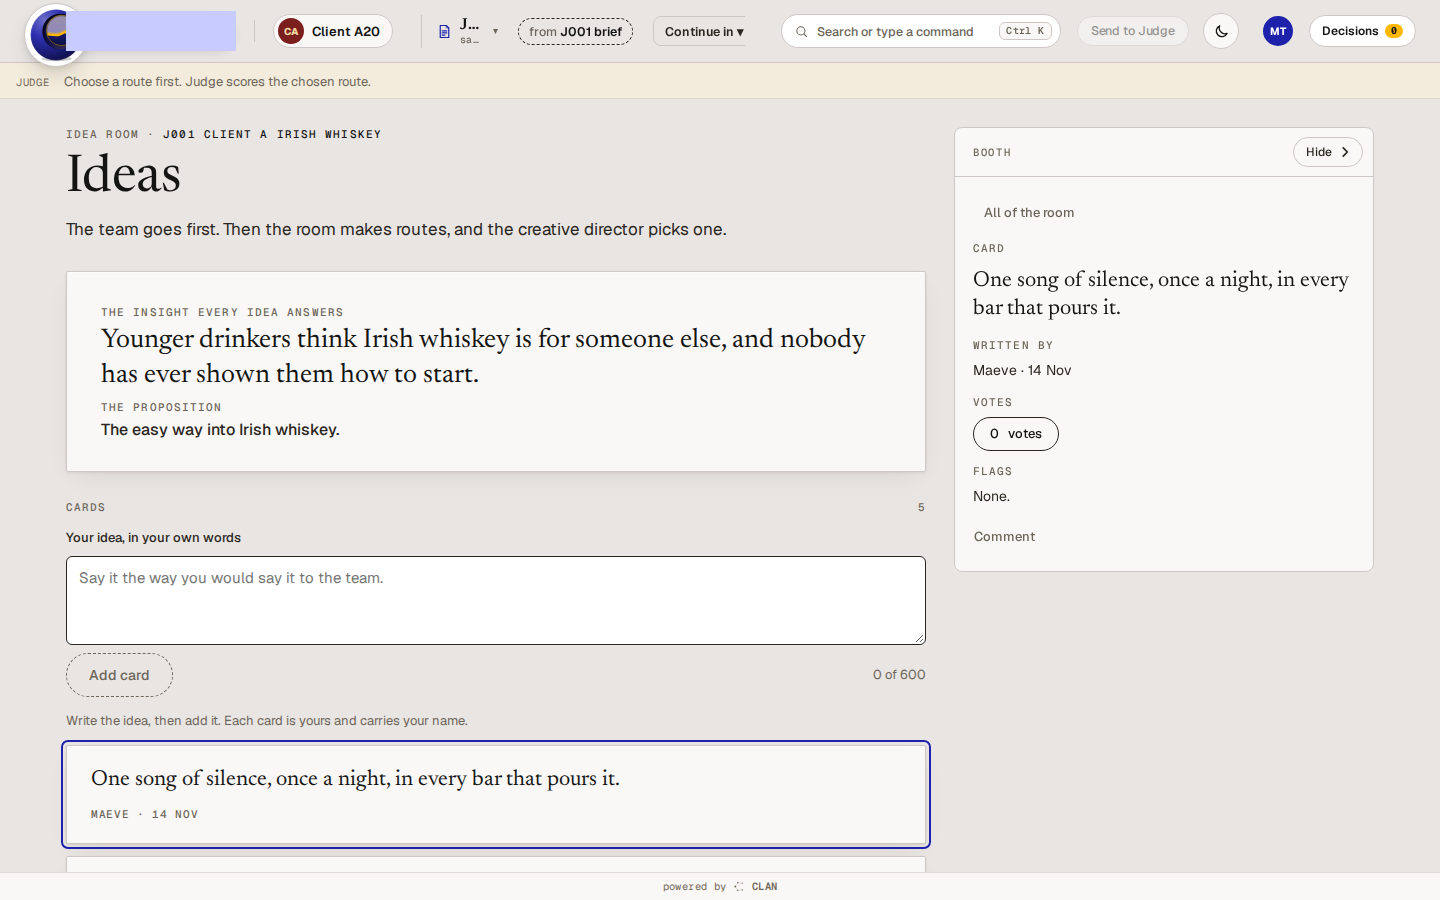 CA Client A20
J...
sa...
from J001 brief
Continue in ▾
Search or type a command
Ctrl K
Send to Judge
MT
Decisions 0
JUDGE Choose a route first. Judge scores the chosen route.
IDEA ROOM · J001 CLIENT A IRISH WHISKEY
Ideas
The team goes first. Then the room makes routes, and the creative director picks one.
THE INSIGHT EVERY IDEA ANSWERS
Younger drinkers think Irish whiskey is for someone else, and nobody
has ever shown them how to start.
THE PROPOSITION
The easy way into Irish whiskey.
CARDS 5
Your idea, in your own words
Say it the way you would say it to the team.
Add card
0 of 600
Write the idea, then add it. Each card is yours and carries your name.
One song of silence, once a night, in every bar that pours it.
MAEVE · 14 NOV
BOOTH
Hide
All of the room
CARD
One song of silence, once a night, in every
bar that pours it.
WRITTEN BY
Maeve · 14 Nov
VOTES
0 votes
FLAGS
None.
Comment
powered by CLAN